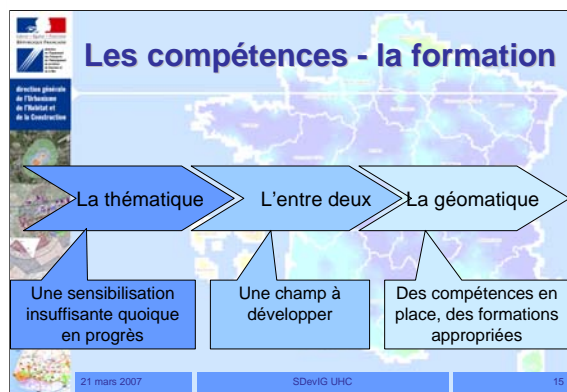 Les compétences - la formation
RÉPUBLIQUE FRANÇAISE
direction générale
de l'Urbanisme
de l'Habitat et
de la Construction
La thématique
L'entre deux
La géomatique
Une sensibilisation
insuffisante quoique
en progrès
Une champ à
développer
Des compétences en
place, des formations
appropriées
21 mars 2007
SDevIG UHC
15